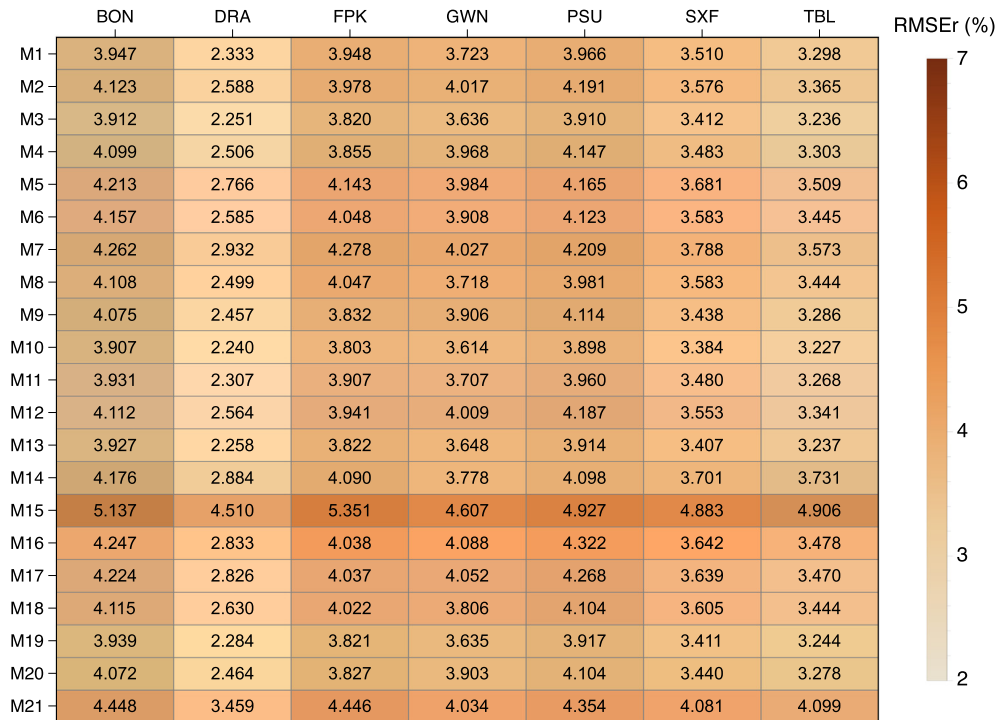 BON DRA FPK GWN PSU SXF TBL
RMSEr (%)
M1 3.947 2.333 3.948 3.723 3.966 3.510 3.298
M2 4.123 2.588 3.978 4.017 4.191 3.576 3.365
M3 3.912 2.251 3.820 3.636 3.910 3.412 3.236
M4 4.099 2.506 3.855 3.968 4.147 3.483 3.303
M5 4.213 2.766 4.143 3.984 4.165 3.681 3.509
M6 4.157 2.585 4.048 3.908 4.123 3.583 3.445
M7 4.262 2.932 4.278 4.027 4.209 3.788 3.573
M8 4.108 2.499 4.047 3.718 3.981 3.583 3.444
M9 4.075 2.457 3.832 3.906 4.114 3.438 3.286
M10 3.907 2.240 3.803 3.614 3.898 3.384 3.227
M11 3.931 2.307 3.907 3.707 3.960 3.480 3.268
M12 4.112 2.564 3.941 4.009 4.187 3.553 3.341
M13 3.927 2.258 3.822 3.648 3.914 3.407 3.237
M14 4.176 2.884 4.090 3.778 4.098 3.701 3.731
M15 5.137 4.510 5.351 4.607 4.927 4.883 4.906
M16 4.247 2.833 4.038 4.088 4.322 3.642 3.478
M17 4.224 2.826 4.037 4.052 4.268 3.639 3.470
M18 4.115 2.630 4.022 3.806 4.104 3.605 3.444
M19 3.939 2.284 3.821 3.635 3.917 3.411 3.244
M20 4.072 2.464 3.827 3.903 4.104 3.440 3.278
M21 4.448 3.459 4.446 4.034 4.354 4.081 4.099
7
6
5
4
3
2